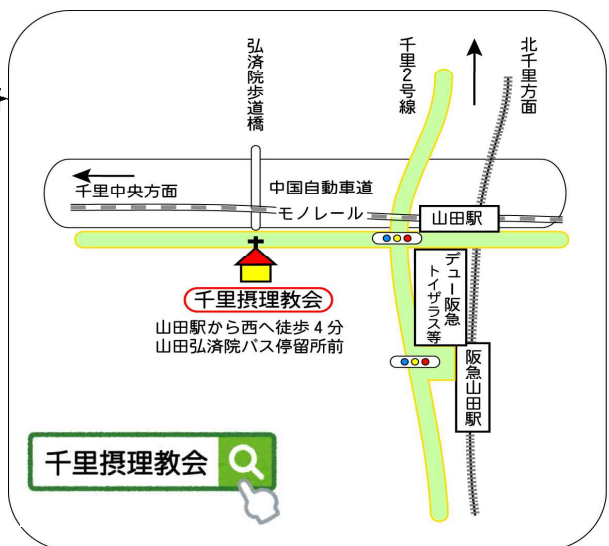 弘済院歩道橋
千里2号線
北千里方面
千里中央方面
中国自動車道
モノレール
山田駅
デュー阪急
トイザラス等
千里摂理教会
山田駅から西へ徒歩4分
山田弘済院バス停留所前
阪急山田駅
千里摂理教会